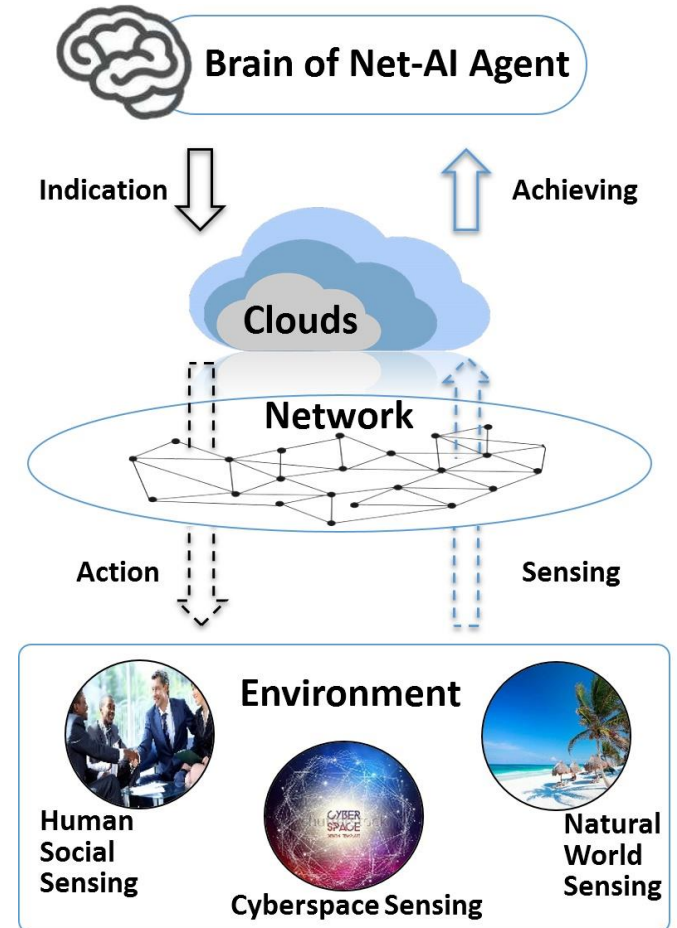 Brain of Net-AI Agent
Indication
Achieving
Clouds
Network
Action
Sensing
Environment
Human
Social
Sensing
CYBER
SPACE
Cyberspace Sensing
Natural
World
Sensing